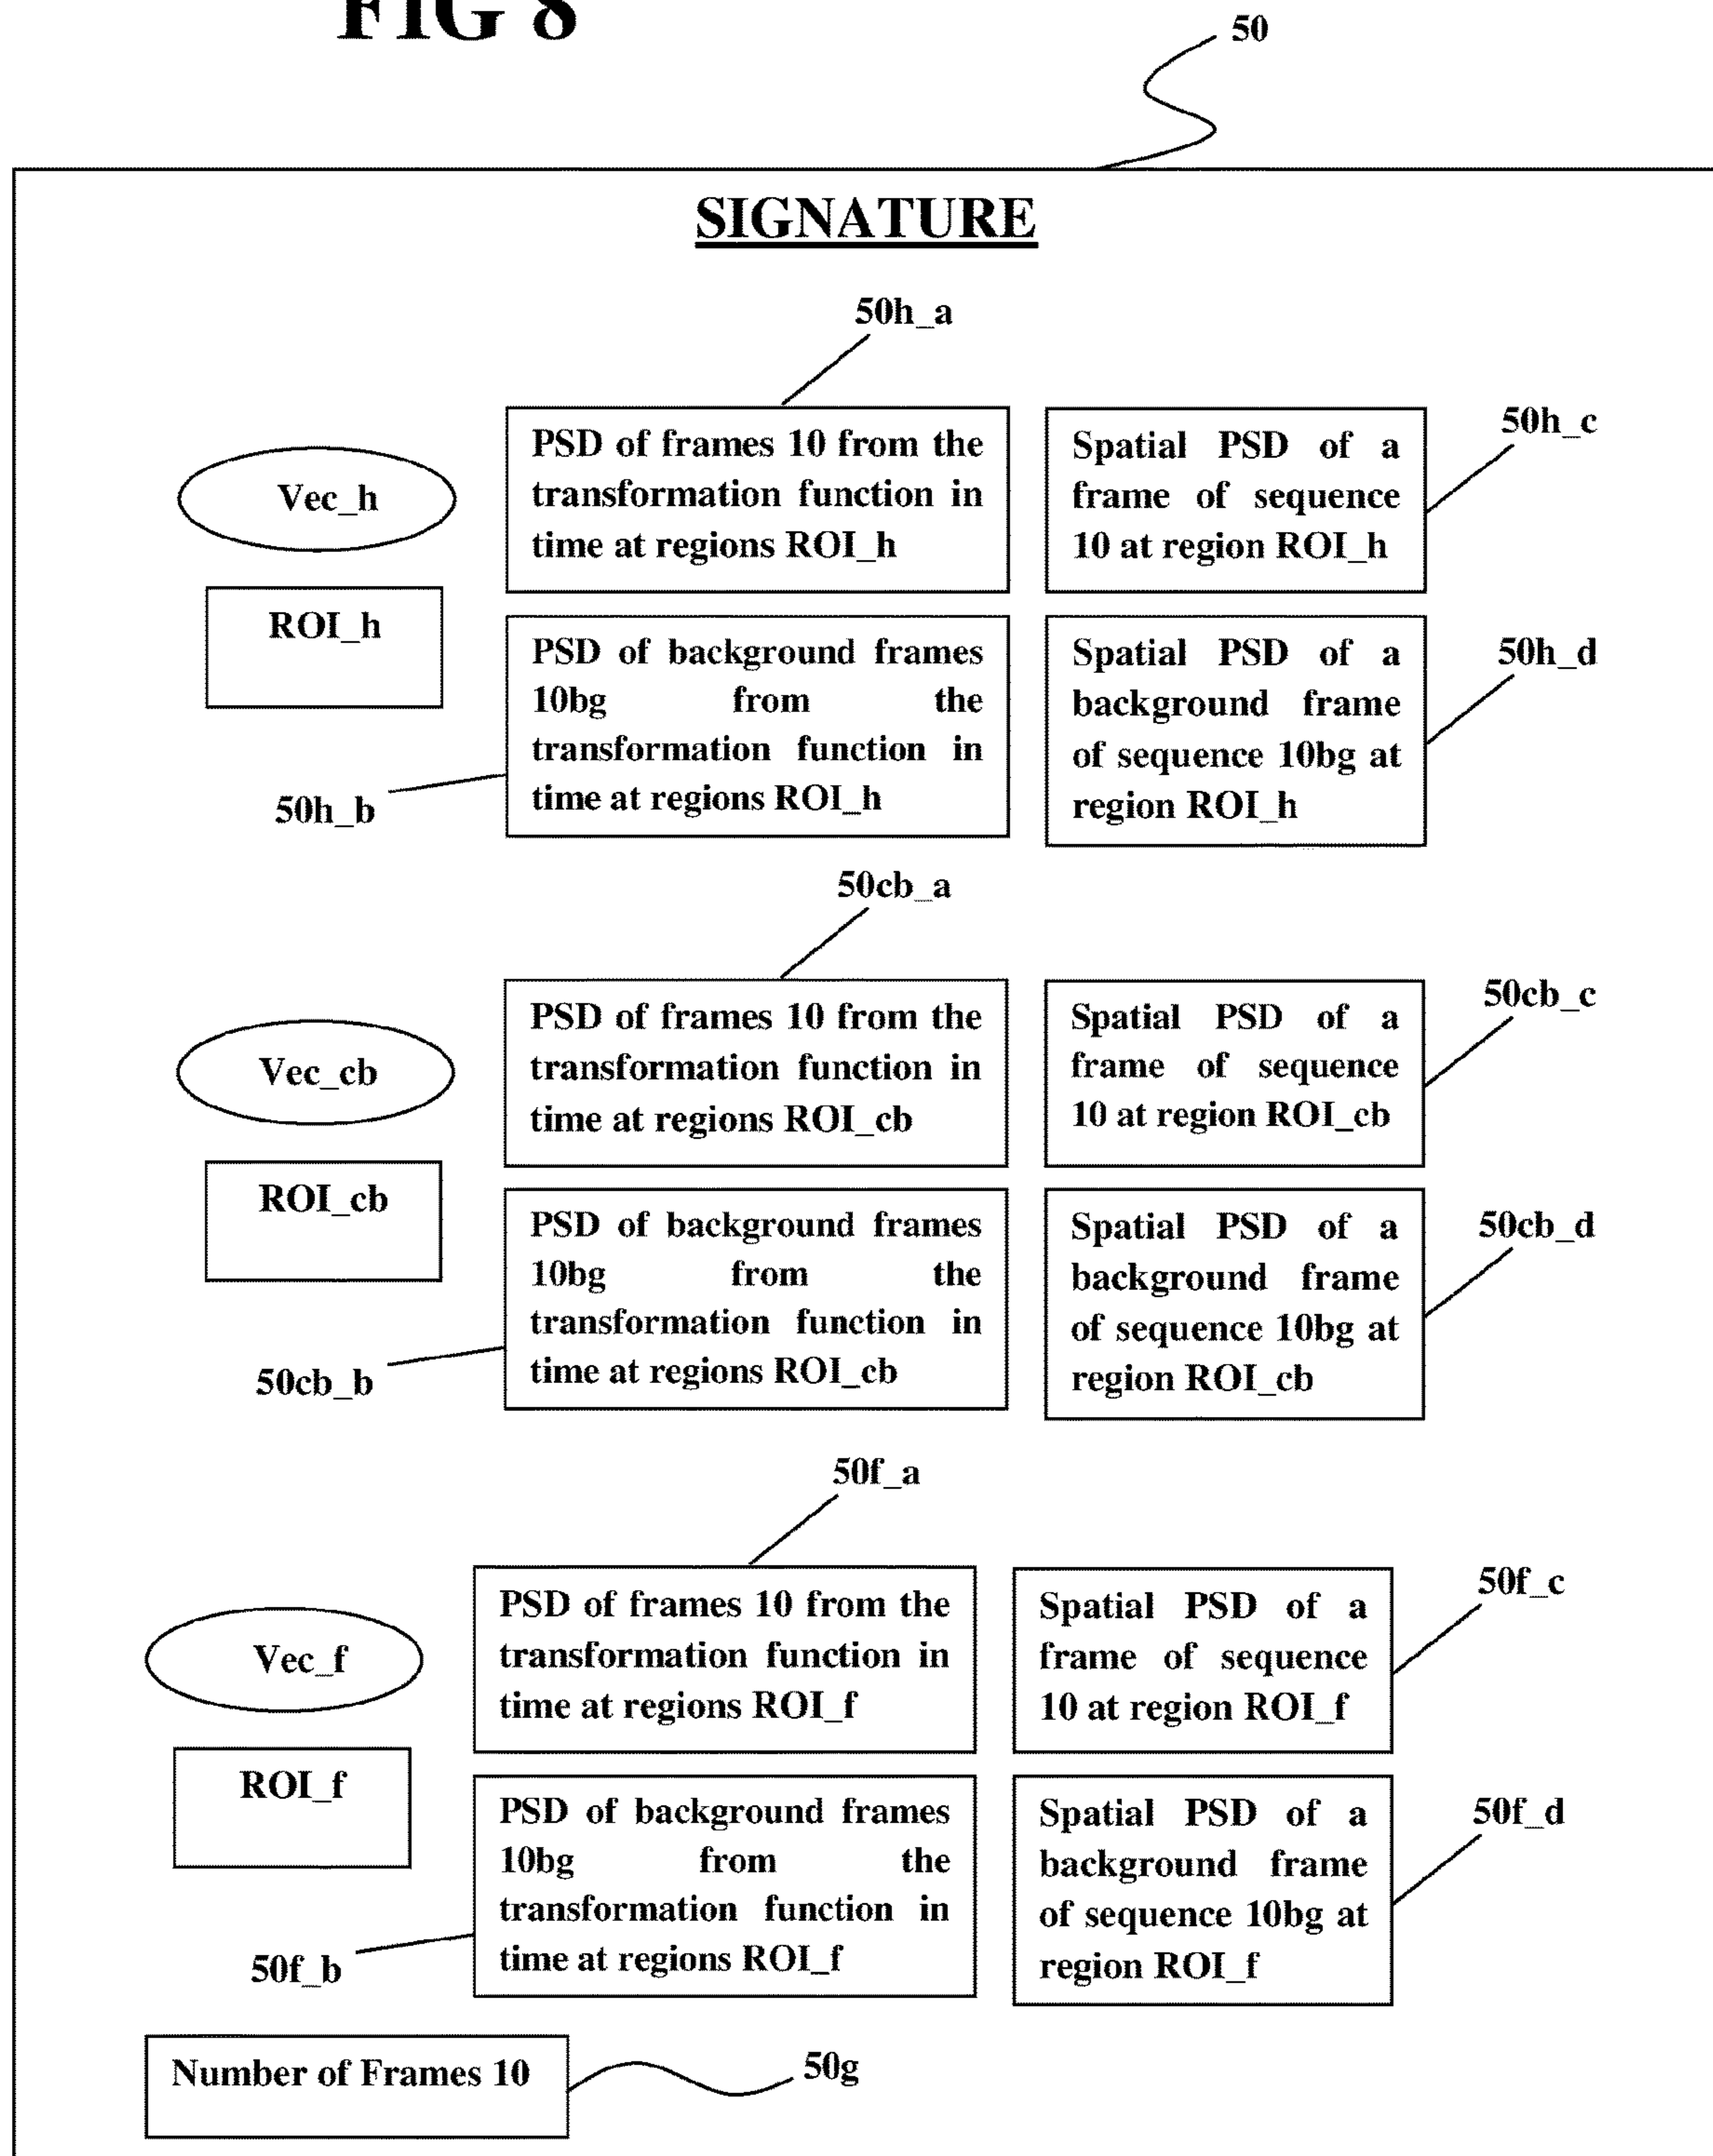 FIG 8
50
SIGNATURE
50h_a
PSD of frames 10 from the
transformation function in
time at regions ROI_h
Spatial PSD of a
frame of sequence
10 at region ROI_h
50h_c
Vec_h
ROI_h
PSD of background frames
10bg from the
transformation function in
time at regions ROI_h
Spatial PSD of a
background frame
of sequence 10bg at
region ROI_h
50h_d
50h_b
50cb_a
PSD of frames 10 from the
transformation function in
time at regions ROI_cb
Spatial PSD of a
frame of sequence
10 at region ROI_cb
50cb_c
Vec_cb
ROI_cb
PSD of background frames
10bg from the
transformation function in
time at regions ROI_cb
Spatial PSD of a
background frame
of sequence 10bg at
region ROI_cb
50cb_d
50cb_b
50f_a
PSD of frames 10 from the
transformation function in
time at regions ROI_f
Spatial PSD of a
frame of sequence
10 at region ROI_f
50f_c
Vec_f
ROI_f
PSD of background frames
10bg from the
transformation function in
time at regions ROI_f
Spatial PSD of a
background frame
of sequence 10bg at
region ROI_f
50f_d
50f_b
Number of Frames 10
50g